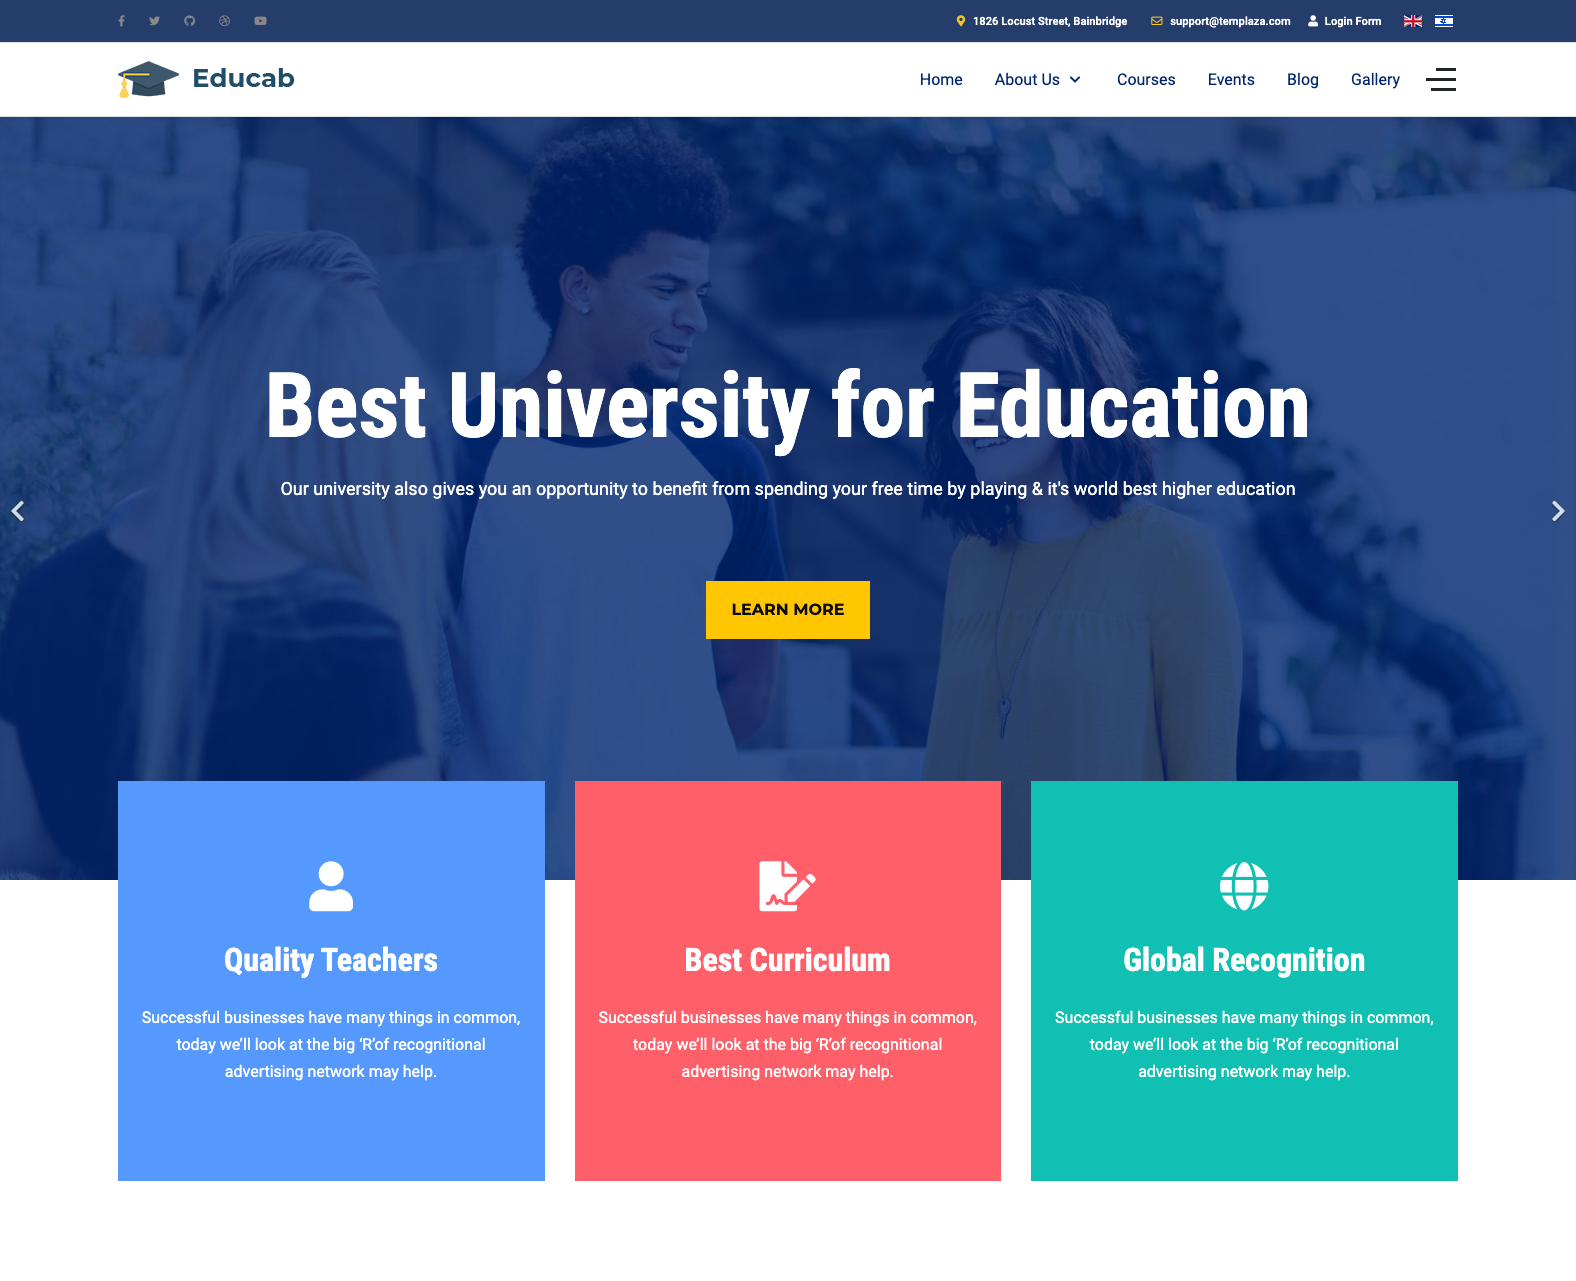 1826 Locust Street, Bainbridge support@templaza.com Login Form
Educab Home About Us Courses Events Blog Gallery
Best University for Education
Our university also gives you an opportunity to benefit from spending your free time by playing & it's world best higher education
LEARN MORE
Quality Teachers
Successful businesses have many things in common,
today we’ll look at the big ‘R’of recognitional
advertising network may help.
Best Curriculum
Successful businesses have many things in common,
today we’ll look at the big ‘R’of recognitional
advertising network may help.
Global Recognition
Successful businesses have many things in common,
today we’ll look at the big ‘R’of recognitional
advertising network may help.